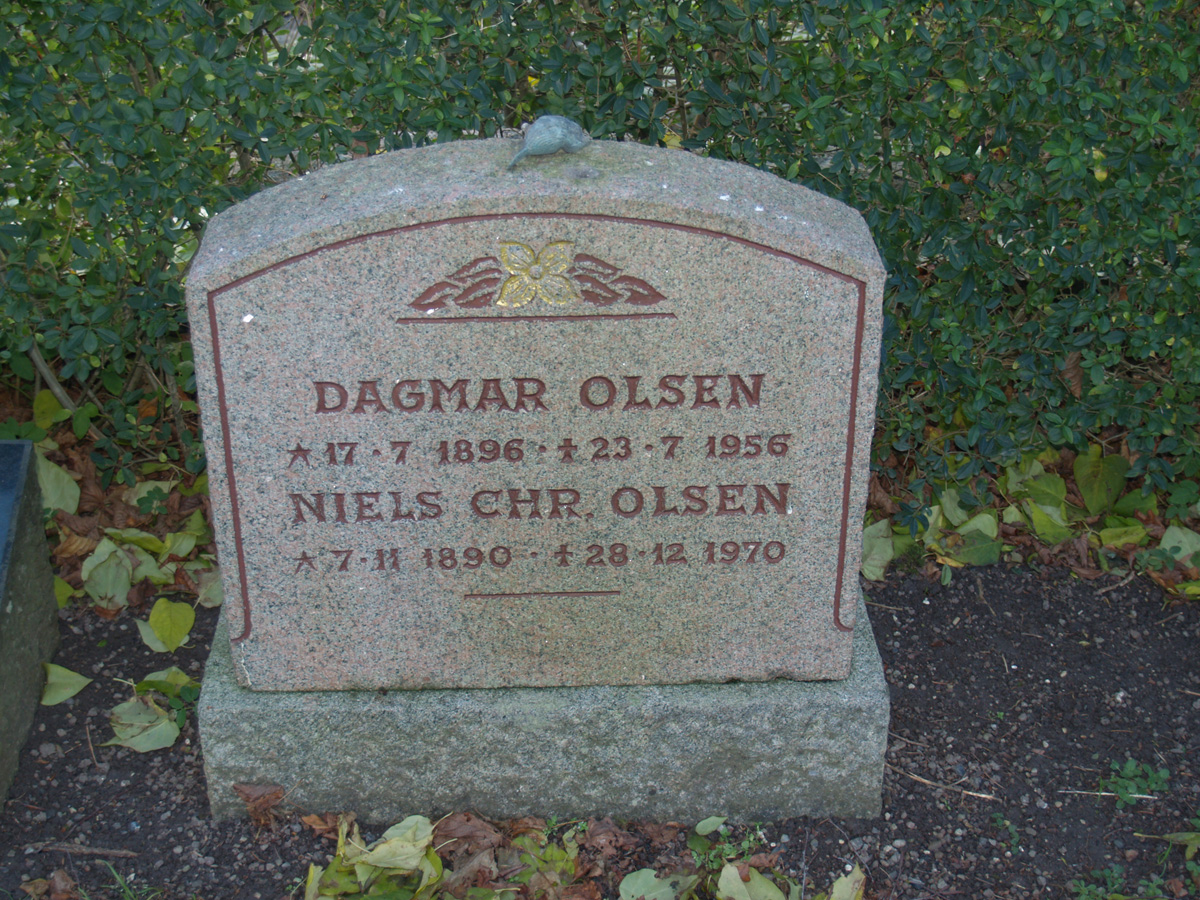 DAGMAR OLSEN
★ 17 · 7 1896 · ✝ 23 · 7 1956
NIELS CHR. OLSEN
★ 7 · 11 1890 · ✝ 28 · 12 1970